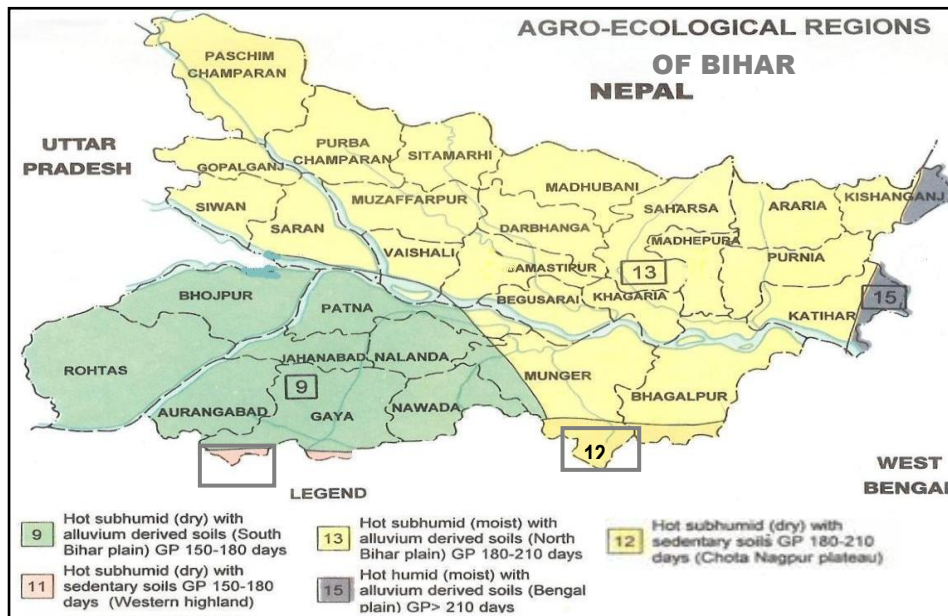 AGRO-ECOLOGICAL REGIONS
OF BIHAR
NEPAL
PASCHIM
CHAMPARAN
UTTAR
PRADESH
PURBA
CHAMPARAN
SITAMARHI
GOPALGANJ
MADHUBANI
SIWAN
MUZAFFARPUR
SAHARSA
ARARIA
KISHANGANJ
SARAN
DARBHANGA
MADHEPURA
VAISHALI
PURNIA
AMASTIPUR
13
BHOJPUR
PATNA
BEGUSARAI
KHAGARIA
KATIHAR
15
JAHANABAD
NALANDA
ROHTAS
MUNGER
9
BHAGALPUR
AURANGABAD
GAYA
NAWADA
12
WEST
BENGAL
LEGEND
9
Hot subhumid (dry) with
alluvium derived soils (South
Bihar plain) GP 150-180 days
11
Hot subhumid (dry) with
sedentary soils GP 150-180
days (Western highland)
13
Hot subhumid (moist) with
alluvium derived soils (North
Bihar plain) GP 180-210 days
15
Hot humid (moist) with
alluvium derived soils (Bengal
plain) GP> 210 days
12
Hot subhumid (dry) with
sedentary soils GP 180-210
days (Chota Nagpur plateau)